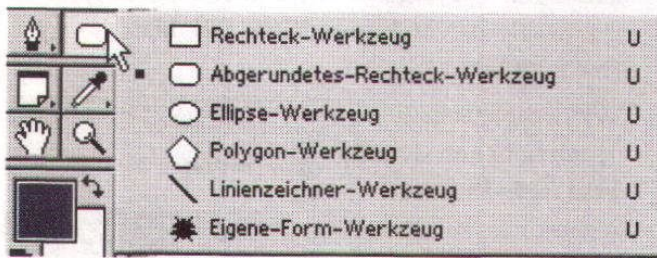 Rechteck-Werkzeug U
Abgerundetes-Rechteck-Werkzeug U
Ellipse-Werkzeug U
Polygon-Werkzeug U
Linienzeichner-Werkzeug U
Eigene-Form-Werkzeug U